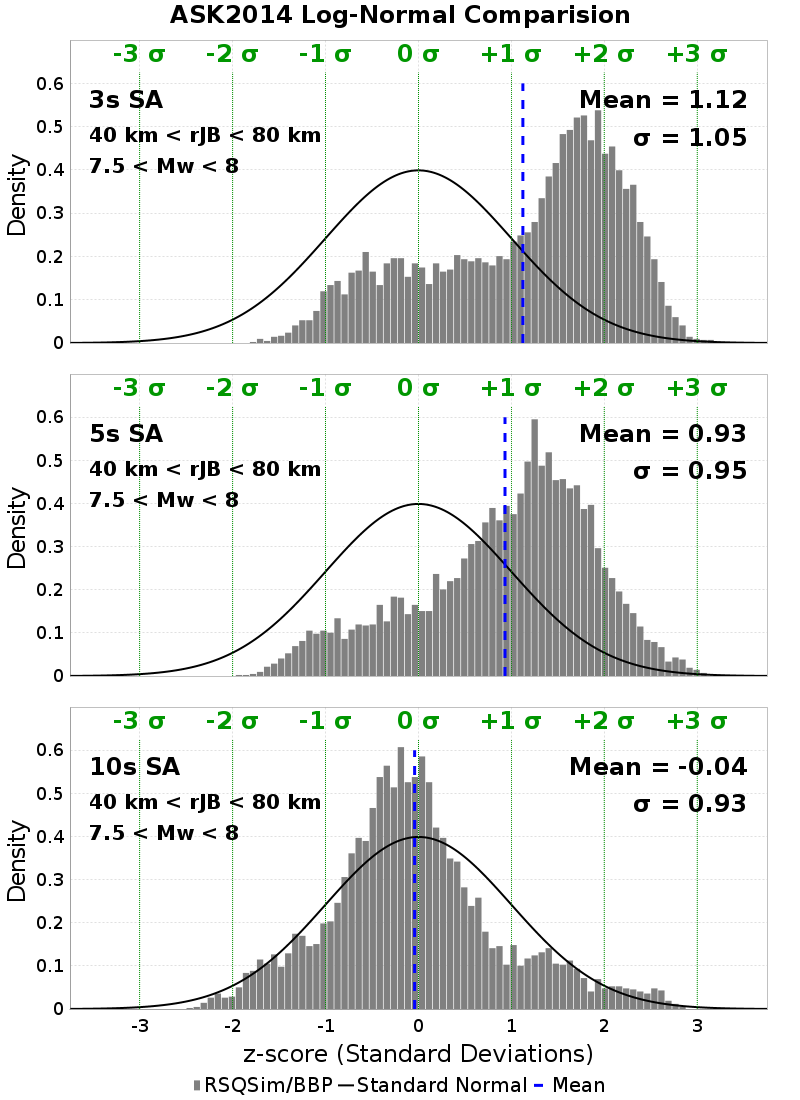 ASK2014 Log-Normal Comparision
-3 σ -2 σ -1 σ 0 σ +1 σ +2 σ +3 σ
3s SA
Mean = 1.12
40 km < rJB < 80 km
σ = 1.05
7.5 < Mw < 8
Density
0.6
0.5
0.4
0.3
0.2
0.1
0
-3 σ -2 σ -1 σ 0 σ +1 σ +2 σ +3 σ
5s SA
Mean = 0.93
40 km < rJB < 80 km
σ = 0.95
7.5 < Mw < 8
Density
0.6
0.5
0.4
0.3
0.2
0.1
0
-3 σ -2 σ -1 σ 0 σ +1 σ +2 σ +3 σ
10s SA
Mean = -0.04
40 km < rJB < 80 km
σ = 0.93
7.5 < Mw < 8
Density
0.6
0.5
0.4
0.3
0.2
0.1
0
-3 -2 -1 0 1 2 3
z-score (Standard Deviations)
RSQSim/BBP Standard Normal Mean